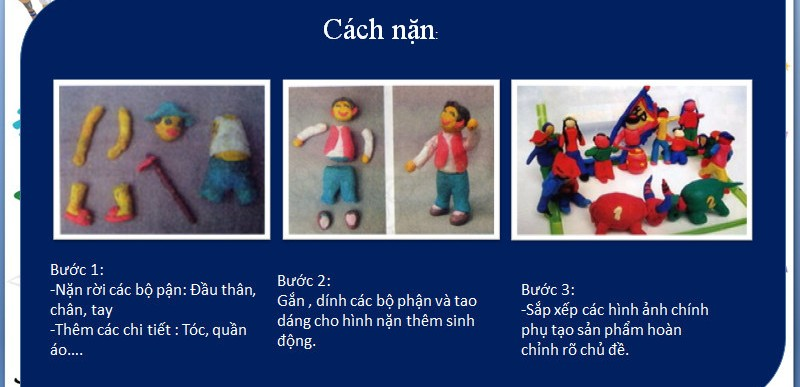 Cách nặn:
Bước 1:
-Nặn rời các bộ pận: Đầu thân,
chân, tay
-Thêm các chi tiết : Tóc, quần
áo....
Bước 2:
Gắn , dính các bộ phận và tao
dáng cho hình nặn thêm sinh
động.
Bước 3:
-Sắp xếp các hình ảnh chính
phụ tạo sản phẩm hoàn
chỉnh rõ chủ đề.
1
2